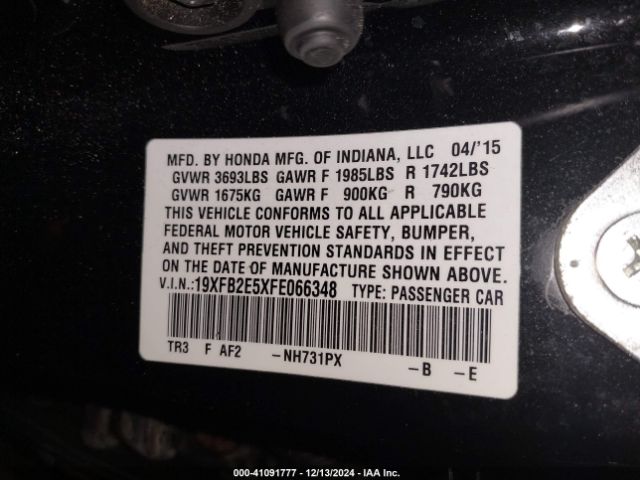 MFD. BY HONDA MFG. OF INDIANA, LLC 04/'15
GVWR 3693LBS GAWR F 1985LBS R 1742LBS
GVWR 1675KG GAWR F 900KG R 790KG
THIS VEHICLE CONFORMS TO ALL APPLICABLE
FEDERAL MOTOR VEHICLE SAFETY, BUMPER,
AND THEFT PREVENTION STANDARDS IN EFFECT
ON THE DATE OF MANUFACTURE SHOWN ABOVE.
V.I.N.:19XFB2E5XFE066348 TYPE: PASSENGER CAR
TR3 F AF2 -NH731PX -B -E
000-41091777 - 12/13/2024 - IAA Inc.